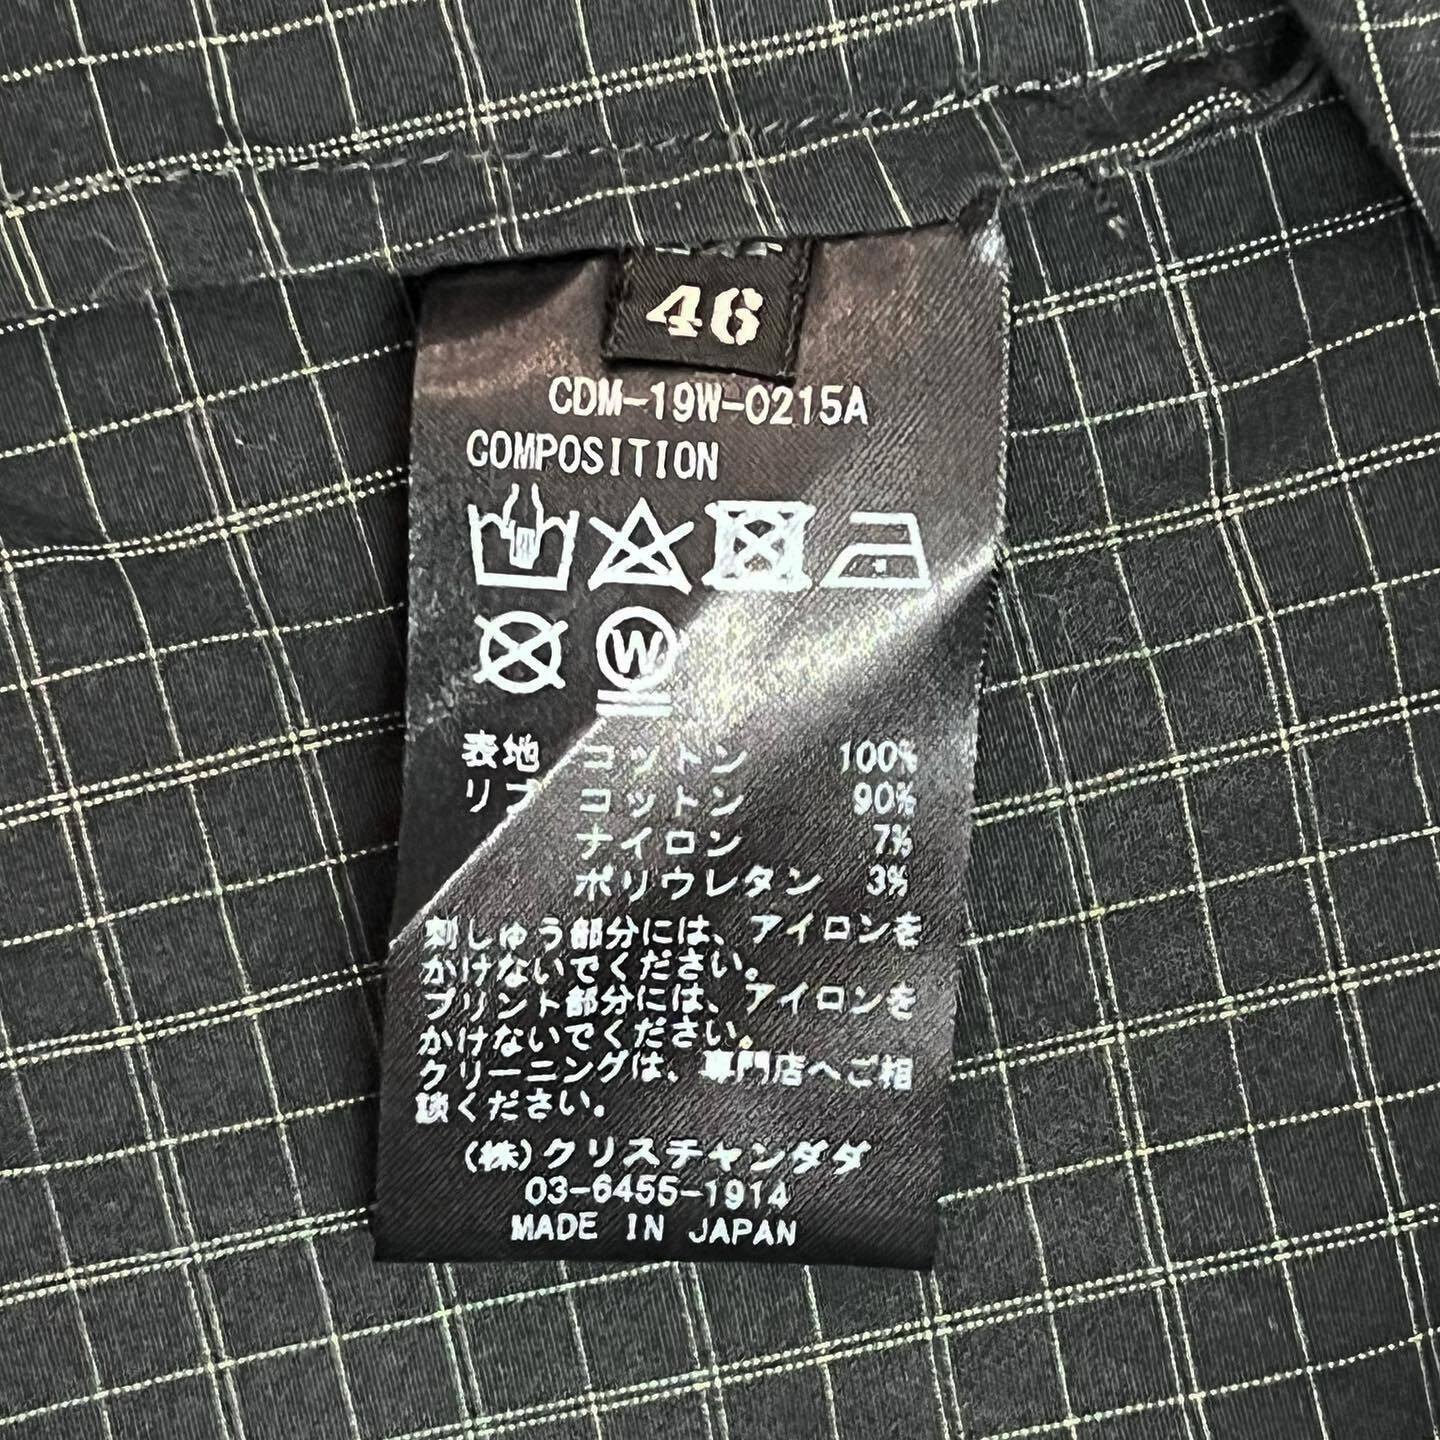 46
CDM-19W-0215A
COMPOSITION
W
表地 コットン 100%
リブ コットン 90%
ナイロン 7%
ポリウレタン 3%
刺しゅう部分には、アイロンを
かけないでください。
プリント部分には、アイロンを
かけないでください。
クリーニングは、専門店へご相
談ください。
(株)クリスチャンダダ
03-6455-1914
MADE IN JAPAN